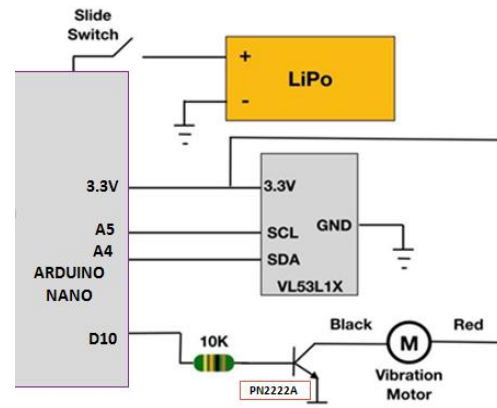 Slide
Switch
+
LiPo
-
3.3V
3.3V
A5
SCL
GND
A4
SDA
ARDUINO
NANO
VL53L1X
D10
10K
Black
Red
M
PN2222A
Vibration
Motor